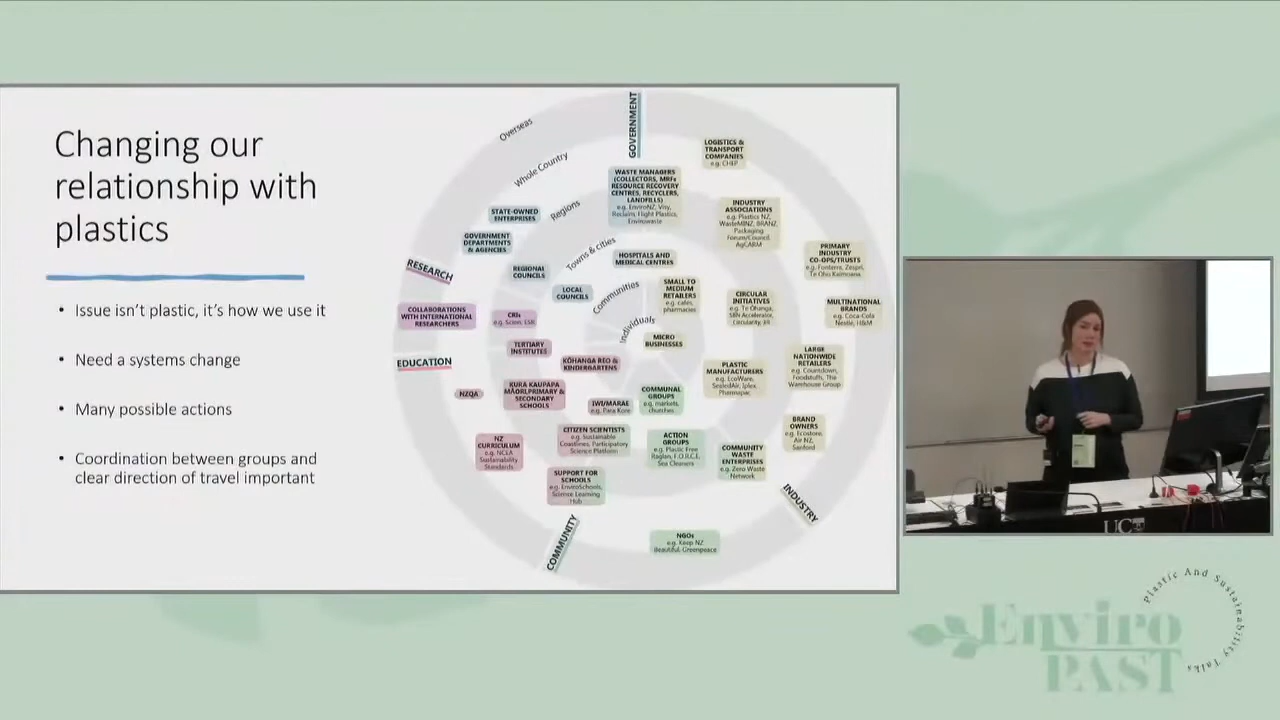 Changing our
relationship with
plastics
• Issue isn't plastic, it's how we use it
• Need a systems change
• Many possible actions
• Coordination between groups and
clear direction of travel important
Overseas
Whole Country
Regions
Towns & cities
Communities
Individuals
GOVERNMENT
RESEARCH
EDUCATION
COMMUNITY
INDUSTRY
LOGISTICS &
TRANSPORT
COMPANIES
e.g. CHEP
WASTE MANAGERS
(COLLECTORS, MRFs
RESOURCE RECOVERY
CENTRES, RECYCLERS,
LANDFILLS)
e.g. EnviroNZ, Visy,
Reclaim, Flight Plastics,
Envirowaste
INDUSTRY
ASSOCIATIONS
e.g. Plastics NZ,
WasteMINZ, BRANZ,
Packaging
Forum/Council,
AgCARM
STATE-OWNED
ENTERPRISES
GOVERNMENT
DEPARTMENTS
& AGENCIES
REGIONAL
COUNCILS
LOCAL
COUNCILS
HOSPITALS AND
MEDICAL CENTRES
PRIMARY
INDUSTRY
CO-OPS/TRUSTS
e.g. Fonterra, Zespri,
Te Ohu Kaimoana
SMALL TO
MEDIUM
RETAILERS
e.g. cafes,
pharmacies
CIRCULAR
INITIATIVES
e.g. Te Ohanga,
SBN Accelerator,
Circularity, XII
MULTINATIONAL
BRANDS
e.g. Coca-Cola
Nestle, H&M
COLLABORATIONS
WITH INTERNATIONAL
RESEARCHERS
CRIs
e.g. Scion, ESR
MICRO
BUSINESSES
TERTIARY
INSTITUTES
KŌHANGA REO &
KINDERGARTENS
PLASTIC
MANUFACTURERS
e.g. EcoWare,
SealedAir, Iplex,
Pharmapac
LARGE
NATIONWIDE
RETAILERS
e.g. Countdown,
Foodstuffs, The
Warehouse Group
NZQA
KURA KAUPAPA
MĀORI,PRIMARY &
SECONDARY
SCHOOLS
IWI/MARAE
e.g. Para Kore
COMMUNAL
GROUPS
e.g. markets,
churches
NZ
CURRICULUM
e.g. NCEA
Sustainability
Standards
CITIZEN SCIENTISTS
e.g. Sustainable
Coastlines, Participatory
Science Platform
ACTION
GROUPS
e.g. Plastic Free
Raglan, F.O.R.C.E,
Sea Cleaners
COMMUNITY
WASTE
ENTERPRISES
e.g. Zero Waste
Network
BRAND
OWNERS
e.g. Ecostore,
Air NZ,
Sanford
SUPPORT FOR
SCHOOLS
e.g. EnviroSchools,
Science Learning
Hub
NGOs
e.g. Keep NZ
Beautiful, Greenpeace
UC
Plastic And Sustainability Talks
Enviro
PAST